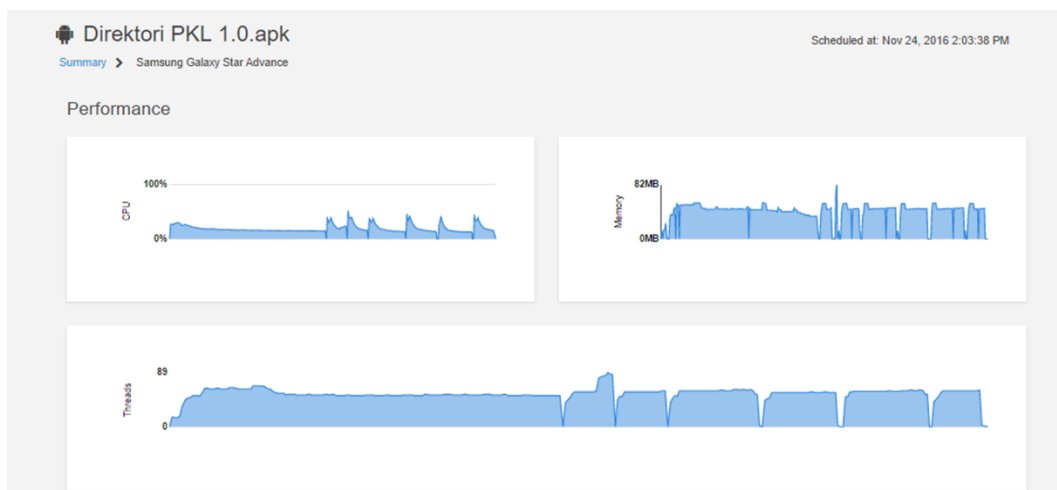 Direktori PKL 1.0.apk
Scheduled at: Nov 24, 2016 2:03:38 PM
Summary > Samsung Galaxy Star Advance
Performance
100%
CPU
0%
82MB
Memory
0MB
89
Threads
0